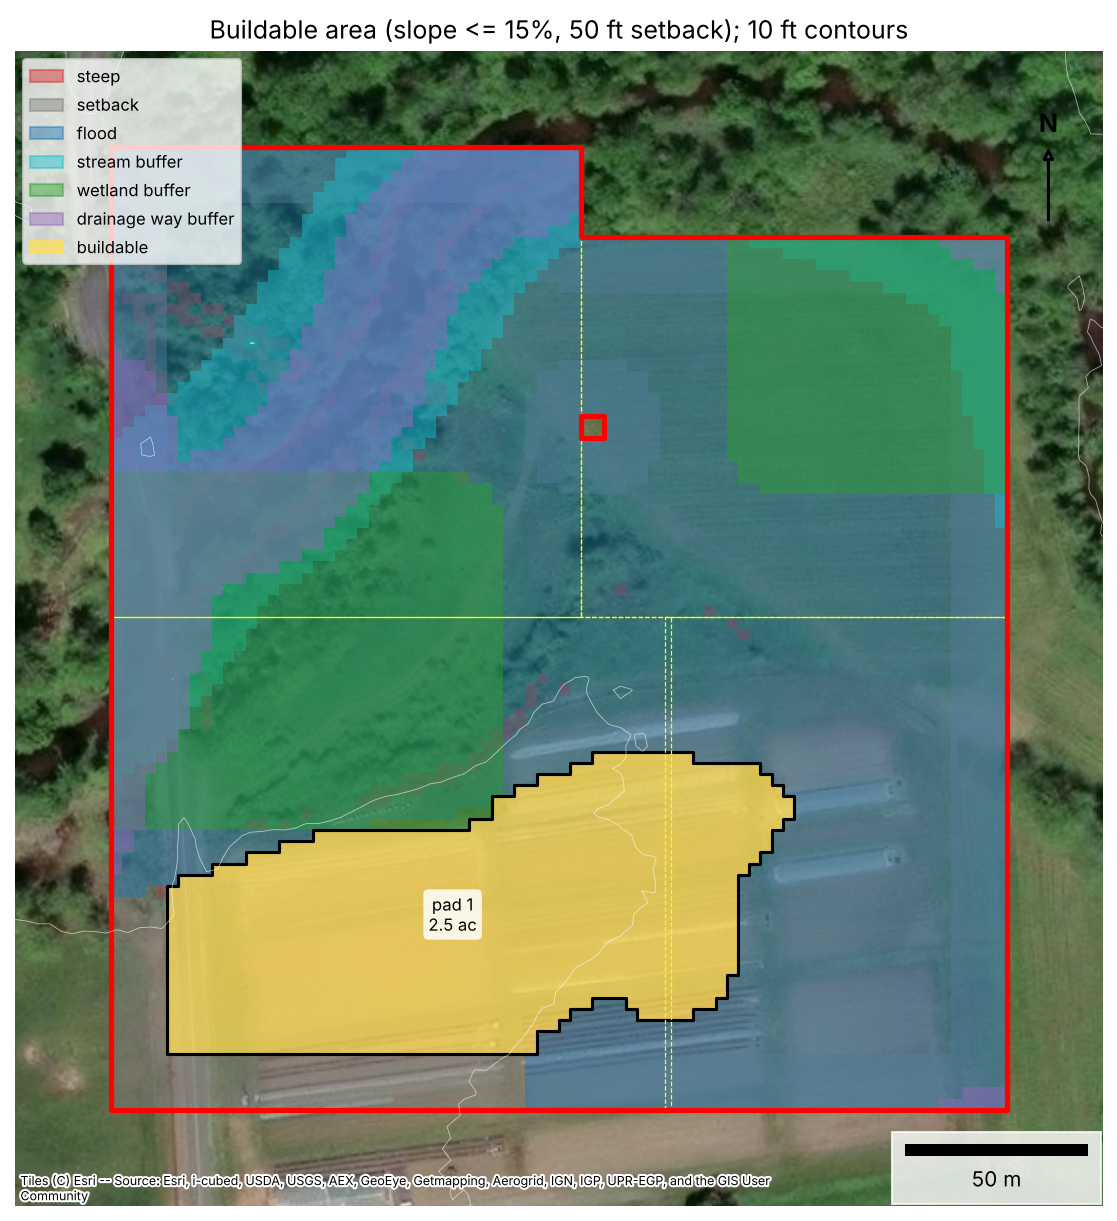 Buildable area (slope <= 15%, 50 ft setback); 10 ft contours
steep
setback
flood
stream buffer
wetland buffer
drainage way buffer
buildable
N
pad 1
2.5 ac
50 m
Tiles (C) Esri -- Source: Esri, i-cubed, USDA, USGS, AEX, GeoEye, Getmapping, Aerogrid, IGN, IGP, UPR-EGP, and the GIS User
Community